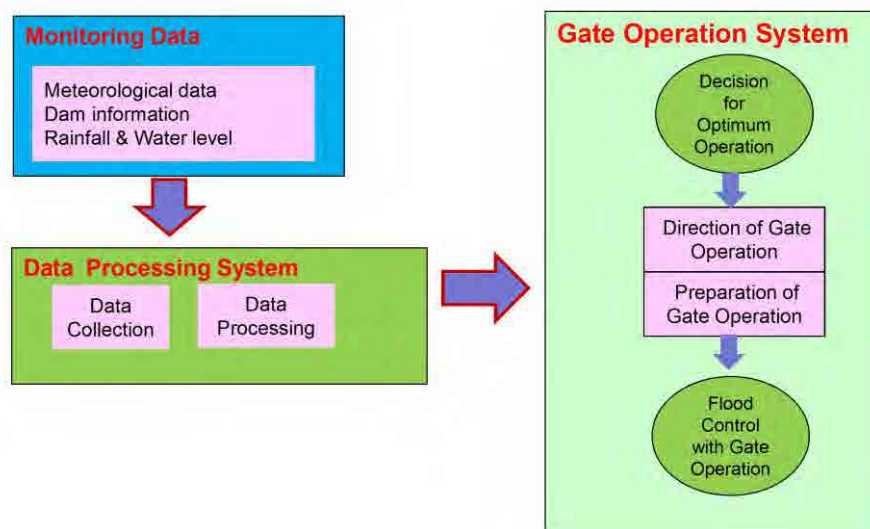 Monitoring Data
Meteorological data
Dam information
Rainfall & Water level
Data Processing System
Data
Collection
Data
Processing
Gate Operation System
Decision
for
Optimum
Operation
Direction of Gate
Operation
Preparation of
Gate Operation
Flood
Control
with Gate
Operation